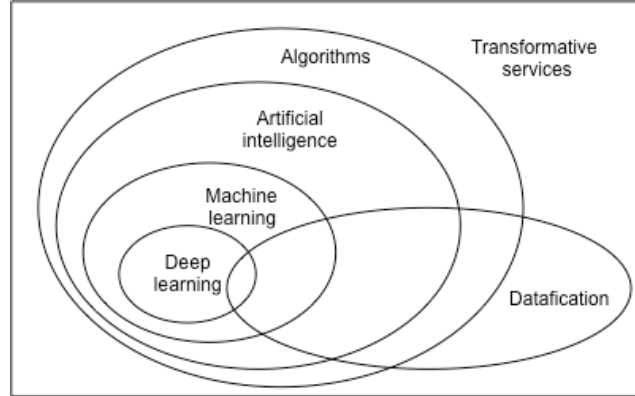 Algorithms
Transformative
services
Artificial
intelligence
Machine
learning
Deep
learning
Datafication